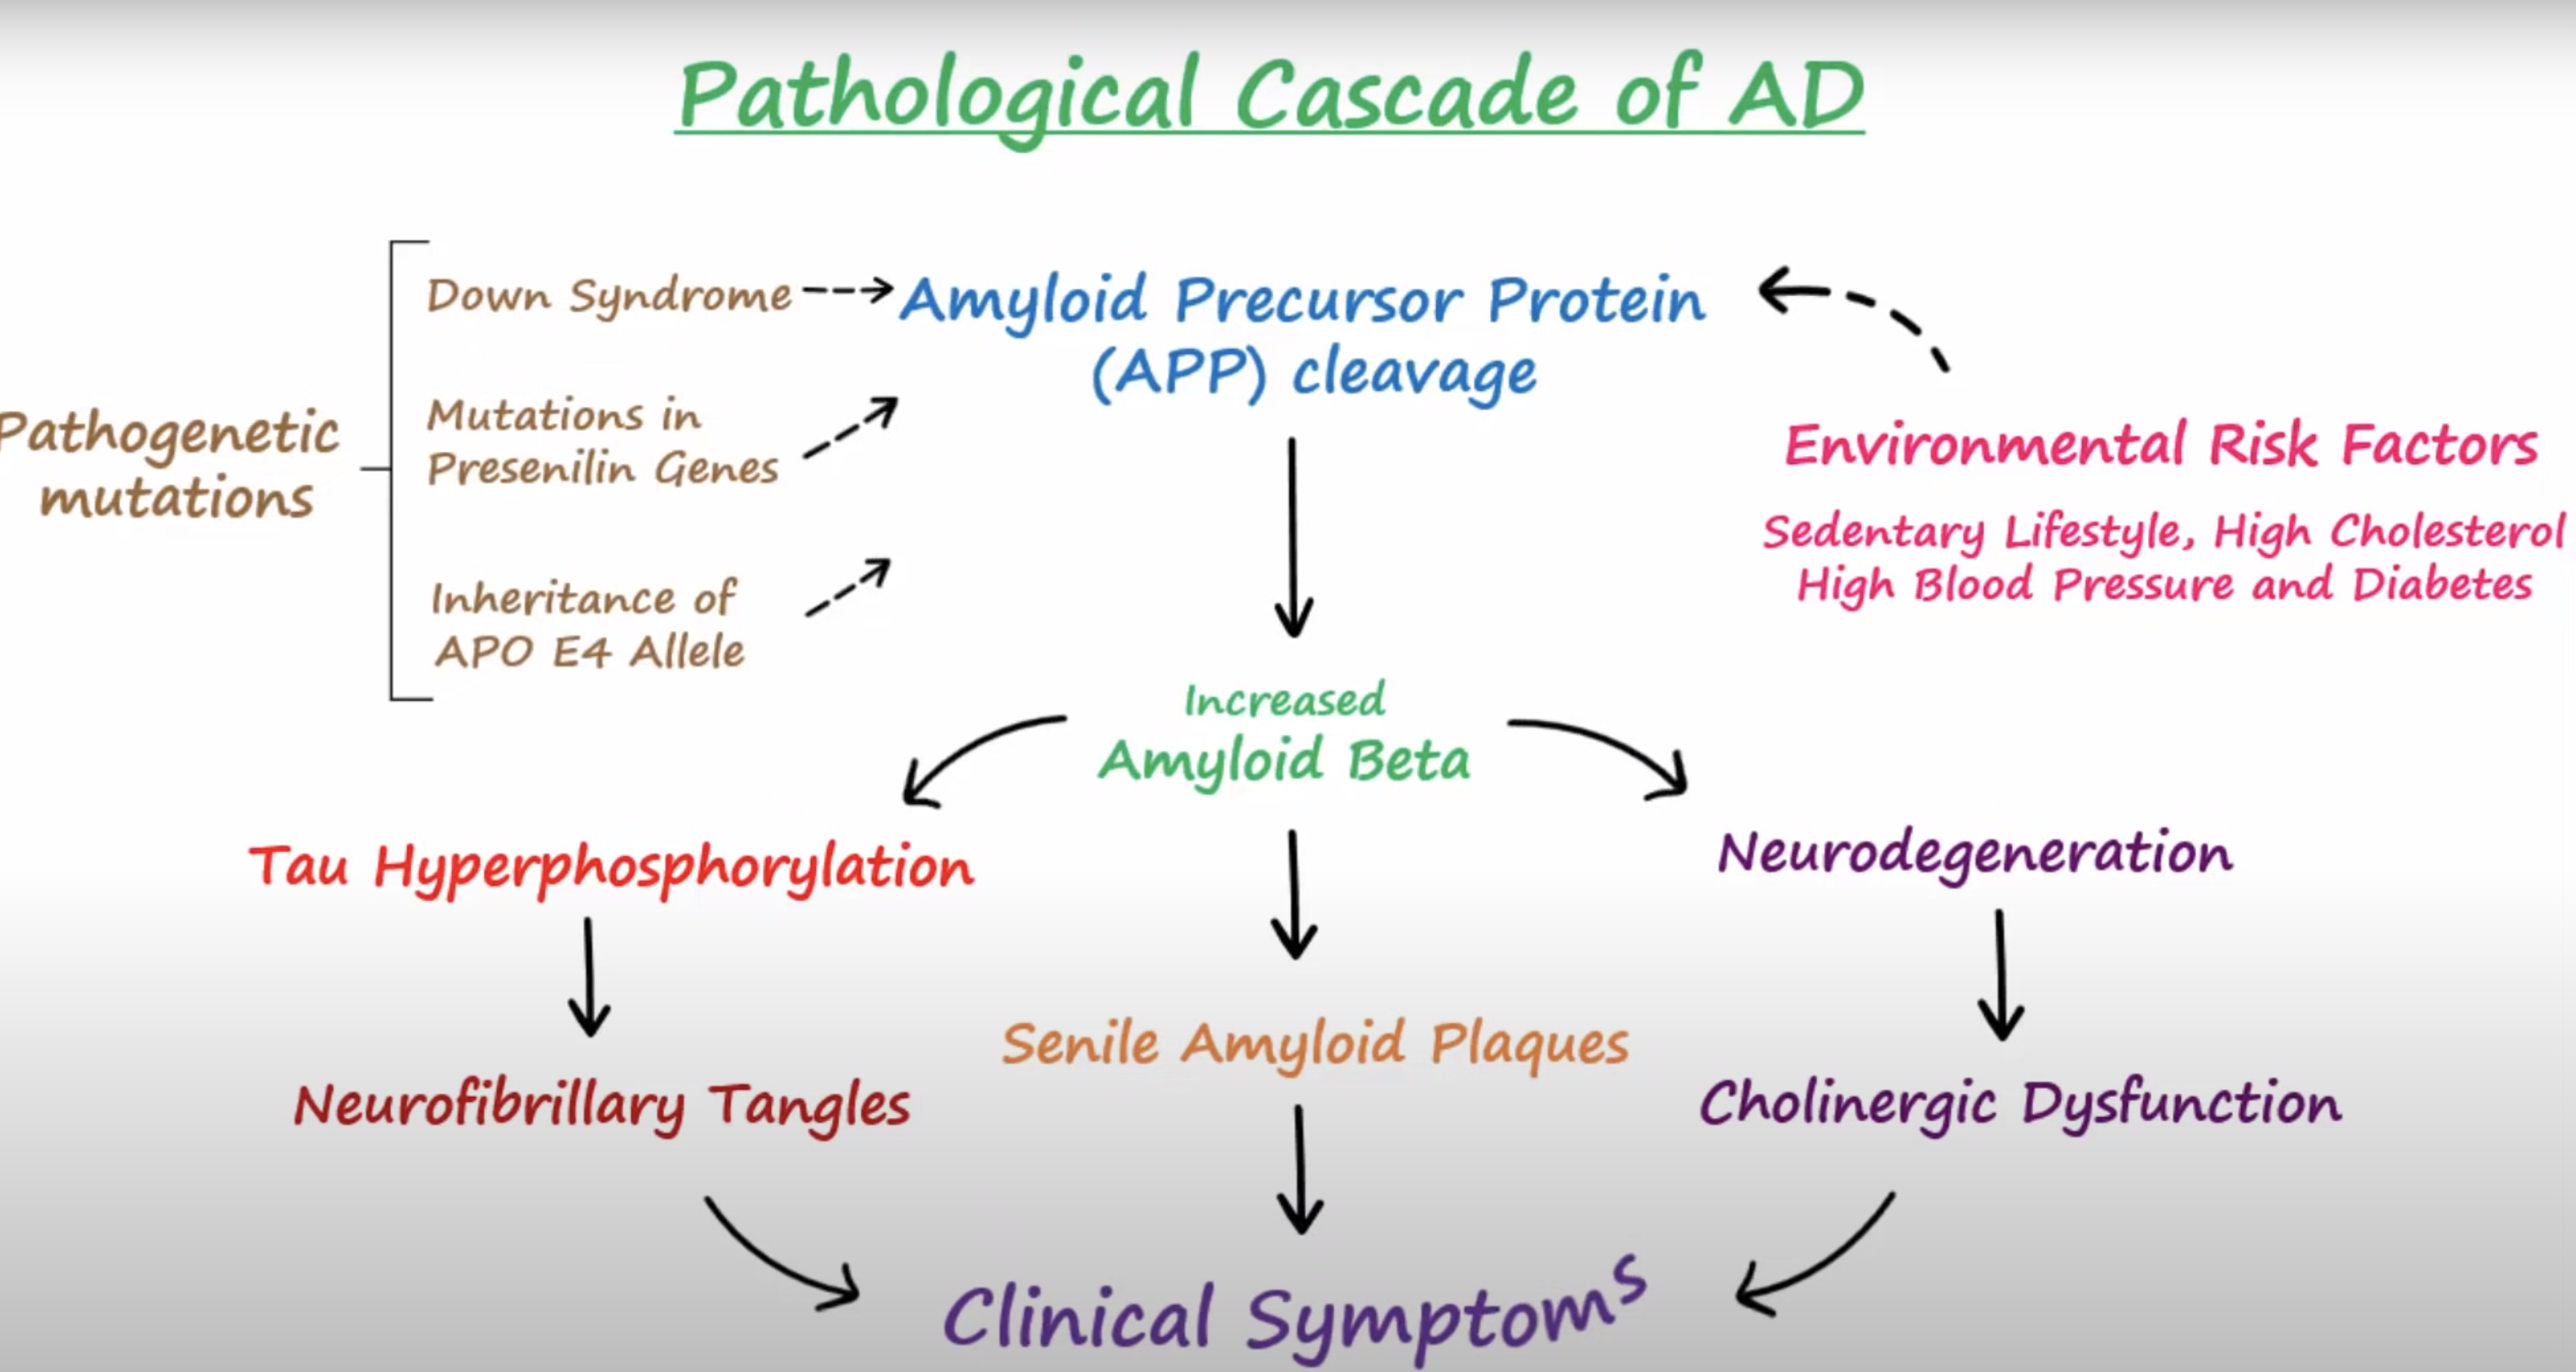 Pathological Cascade of AD
Down Syndrome
Amyloid Precursor Protein
(APP) cleavage
Pathogenetic
mutations
Mutations in
Presenilin Genes
Inheritance of
APO E4 Allele
Environmental Risk Factors
Sedentary Lifestyle, High Cholesterol
High Blood Pressure and Diabetes
Increased
Amyloid Beta
Tau Hyperphosphorylation
Neurodegeneration
Senile Amyloid Plaques
Neurofibrillary Tangles
Cholinergic Dysfunction
Clinical Symptoms